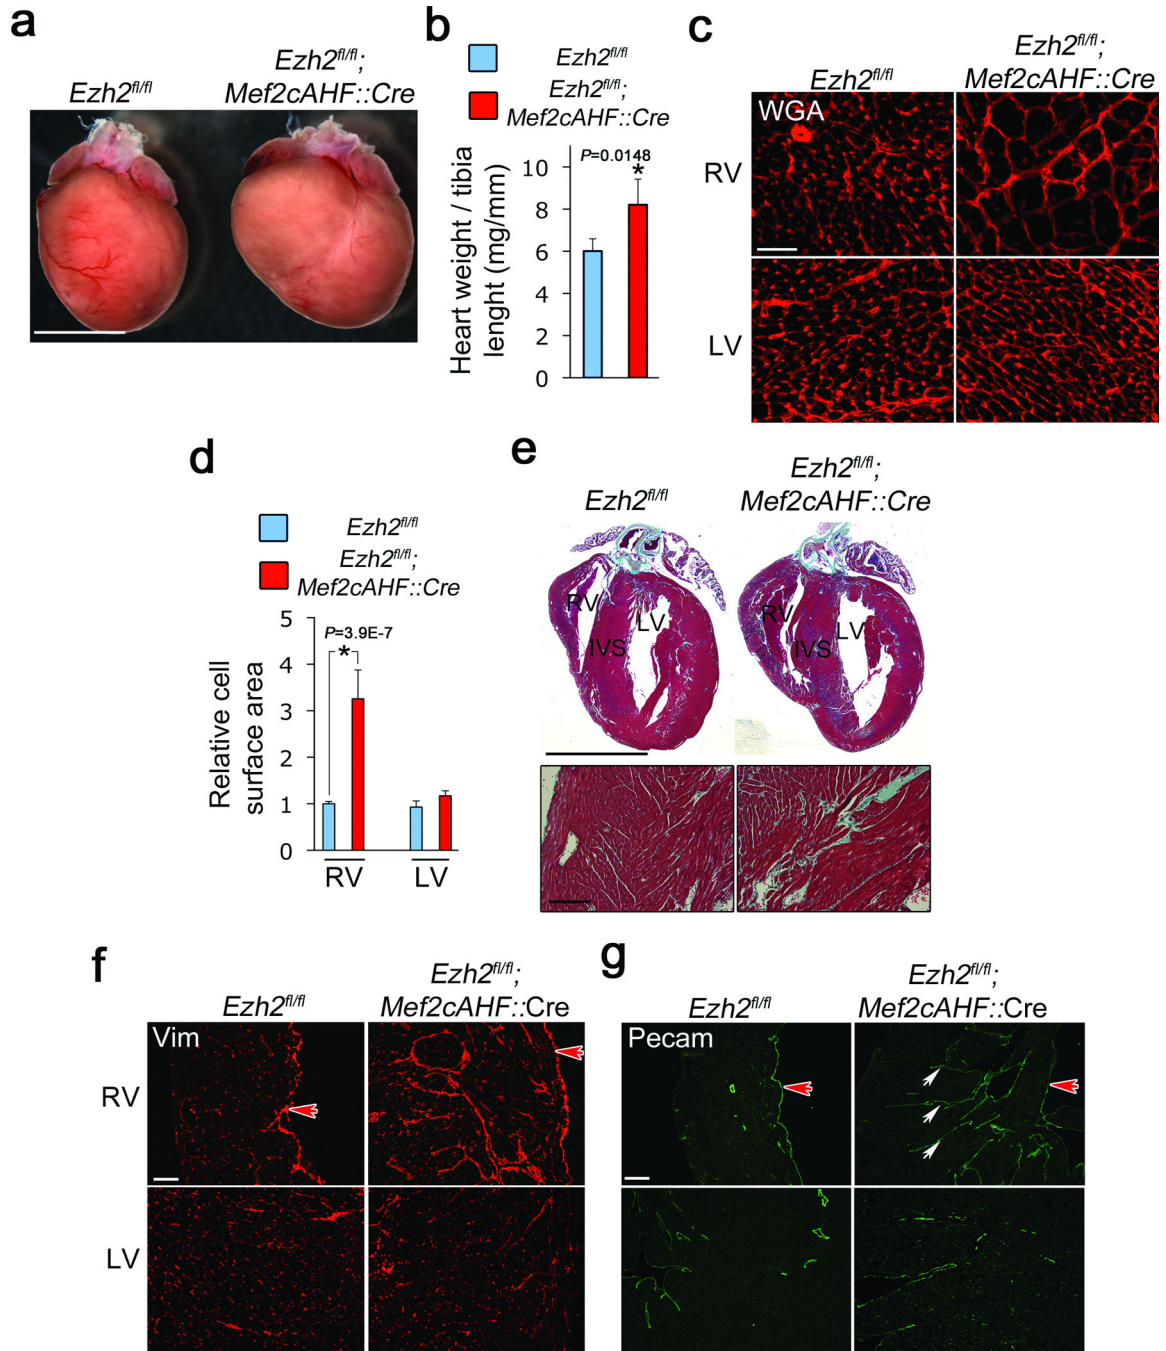 a
Ezh2fl/fl
Ezh2fl/fl;
Mef2cAHF::Cre
b
Ezh2fl/fl
Ezh2fl/fl;
Mef2cAHF::Cre
P=0.0148
*
Heart weight / tibia
lenght (mg/mm)
10
8
6
4
2
0
c
Ezh2fl/fl
Ezh2fl/fl;
Mef2cAHF::Cre
WGA
RV
LV
d
Ezh2fl/fl
Ezh2fl/fl;
Mef2cAHF::Cre
P=3.9E-7
*
Relative cell
surface area
5
4
3
2
1
0
RV
LV
e
Ezh2fl/fl
Ezh2fl/fl;
Mef2cAHF::Cre
RV
LV
IVS
RV
LV
IVS
f
Ezh2fl/fl
Ezh2fl/fl;
Mef2cAHF::Cre
Vim
RV
LV
g
Ezh2fl/fl
Ezh2fl/fl;
Mef2cAHF::Cre
Pecam